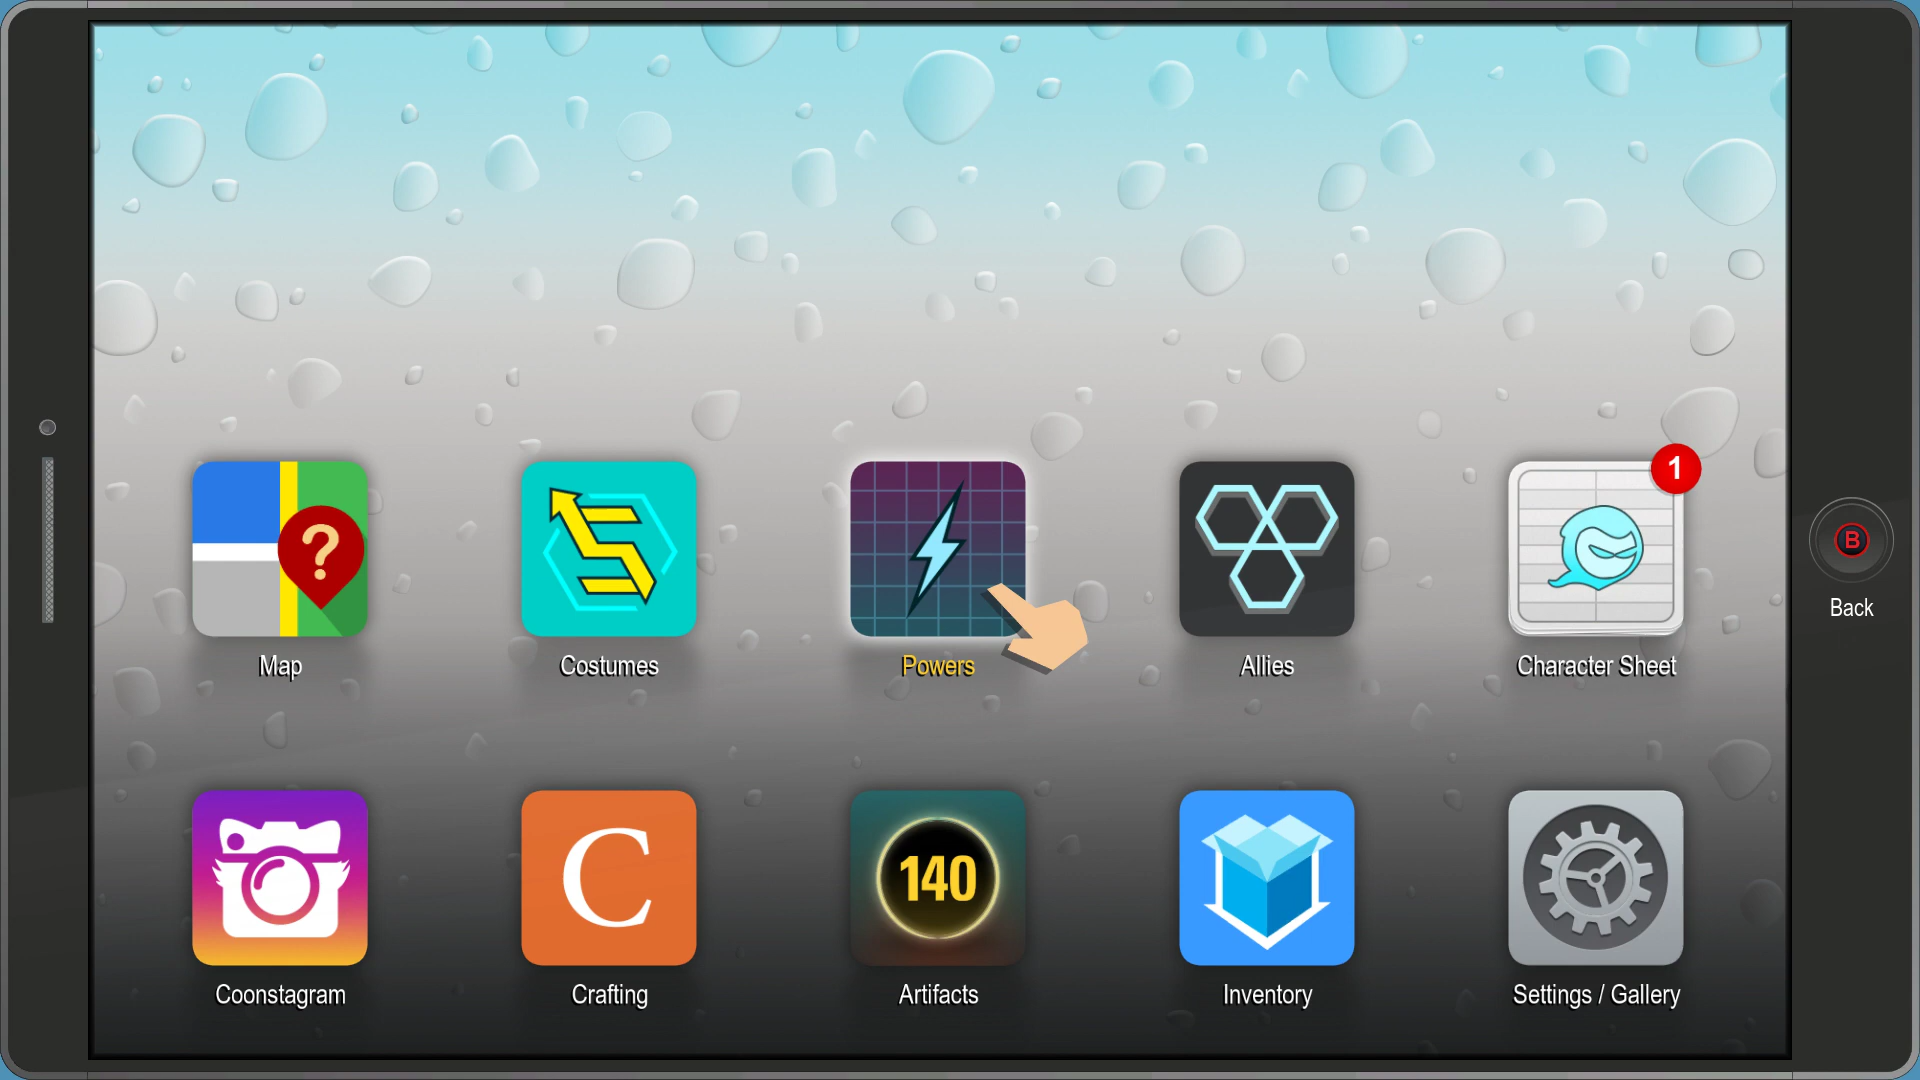 1
?
B
Back
Map
Costumes
Powers
Allies
Character Sheet
C
140
Coonstagram
Crafting
Artifacts
Inventory
Settings / Gallery